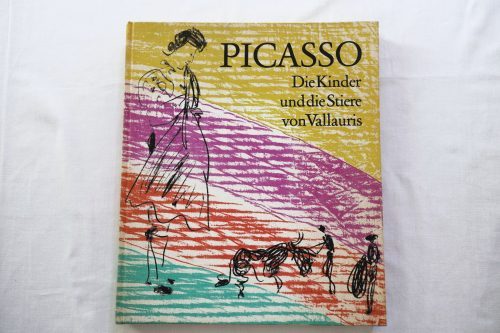 PICASSO
Die Kinder
und die Stiere
von Vallauris